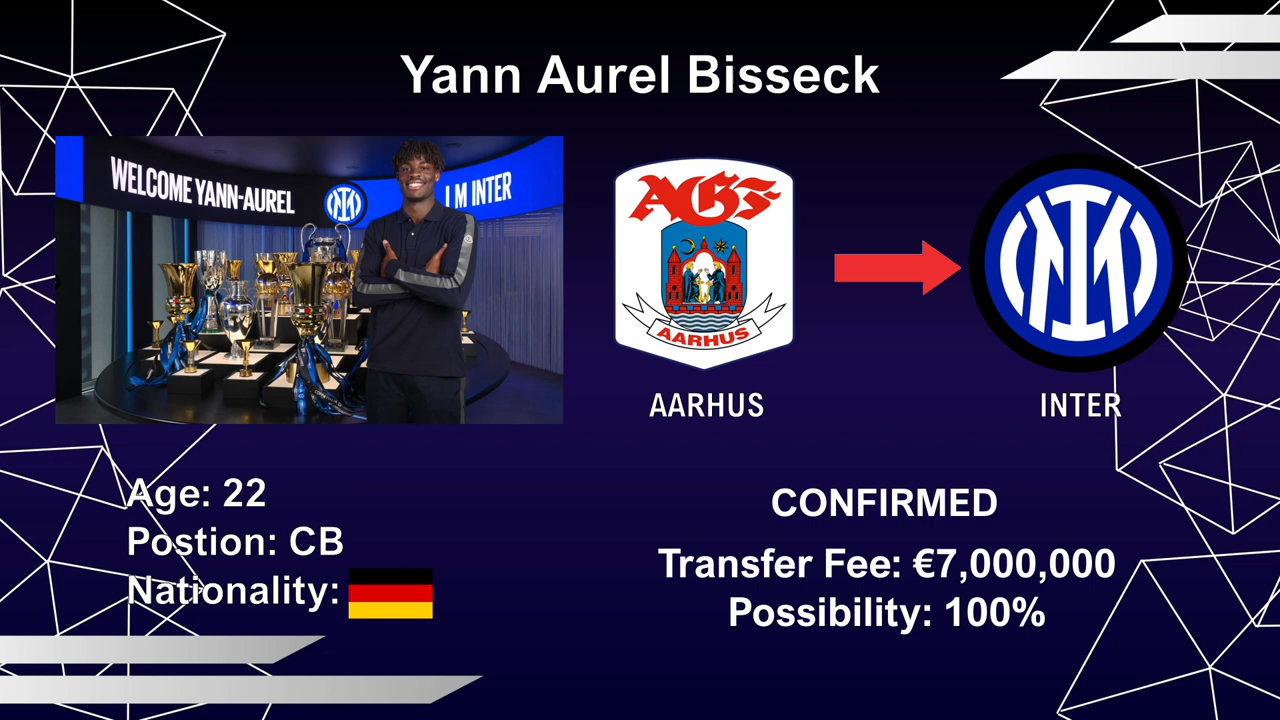 Yann Aurel Bisseck
WELCOME YANN-AUREL
I M INTER
AGF
AARHUS
AARHUS
INTER
Age: 22
Postion: CB
Nationality:
CONFIRMED
Transfer Fee: €7,000,000
Possibility: 100%